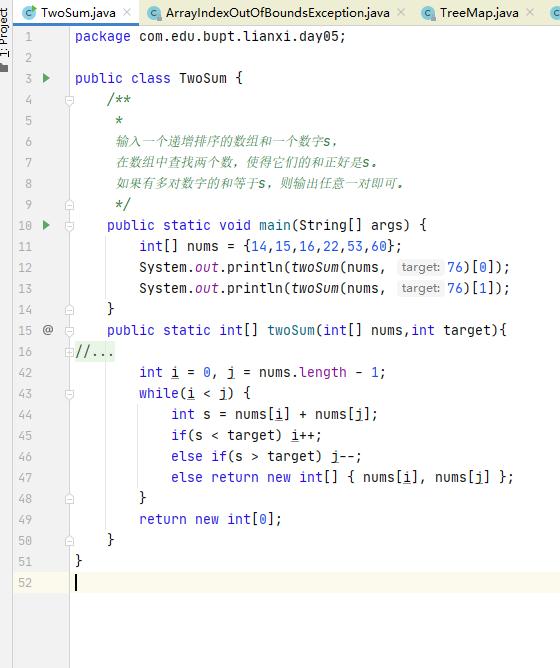 1: Project
TwoSum.java
ArrayIndexOutOfBoundsException.java
TreeMap.java
1 package com.edu.bupt.lianxi.day05;
2
3 public class TwoSum {
4 /**
5 *
6 输入一个递增排序的数组和一个数字s,
7 在数组中查找两个数，使得它们的和正好是s。
8 如果有多对数字的和等于s，则输出任意一对即可。
9 */
10 public static void main(String[] args) {
11 int[] nums = {14,15,16,22,53,60};
12 System.out.println(twoSum(nums, target: 76)[0]);
13 System.out.println(twoSum(nums, target: 76)[1]);
14 }
15 @ public static int[] twoSum(int[] nums,int target){
16 //...
42 int i = 0, j = nums.length - 1;
43 while(i < j) {
44 int s = nums[i] + nums[j];
45 if(s < target) i++;
46 else if(s > target) j--;
47 else return new int[] { nums[i], nums[j] };
48 }
49 return new int[0];
50 }
51 }
52